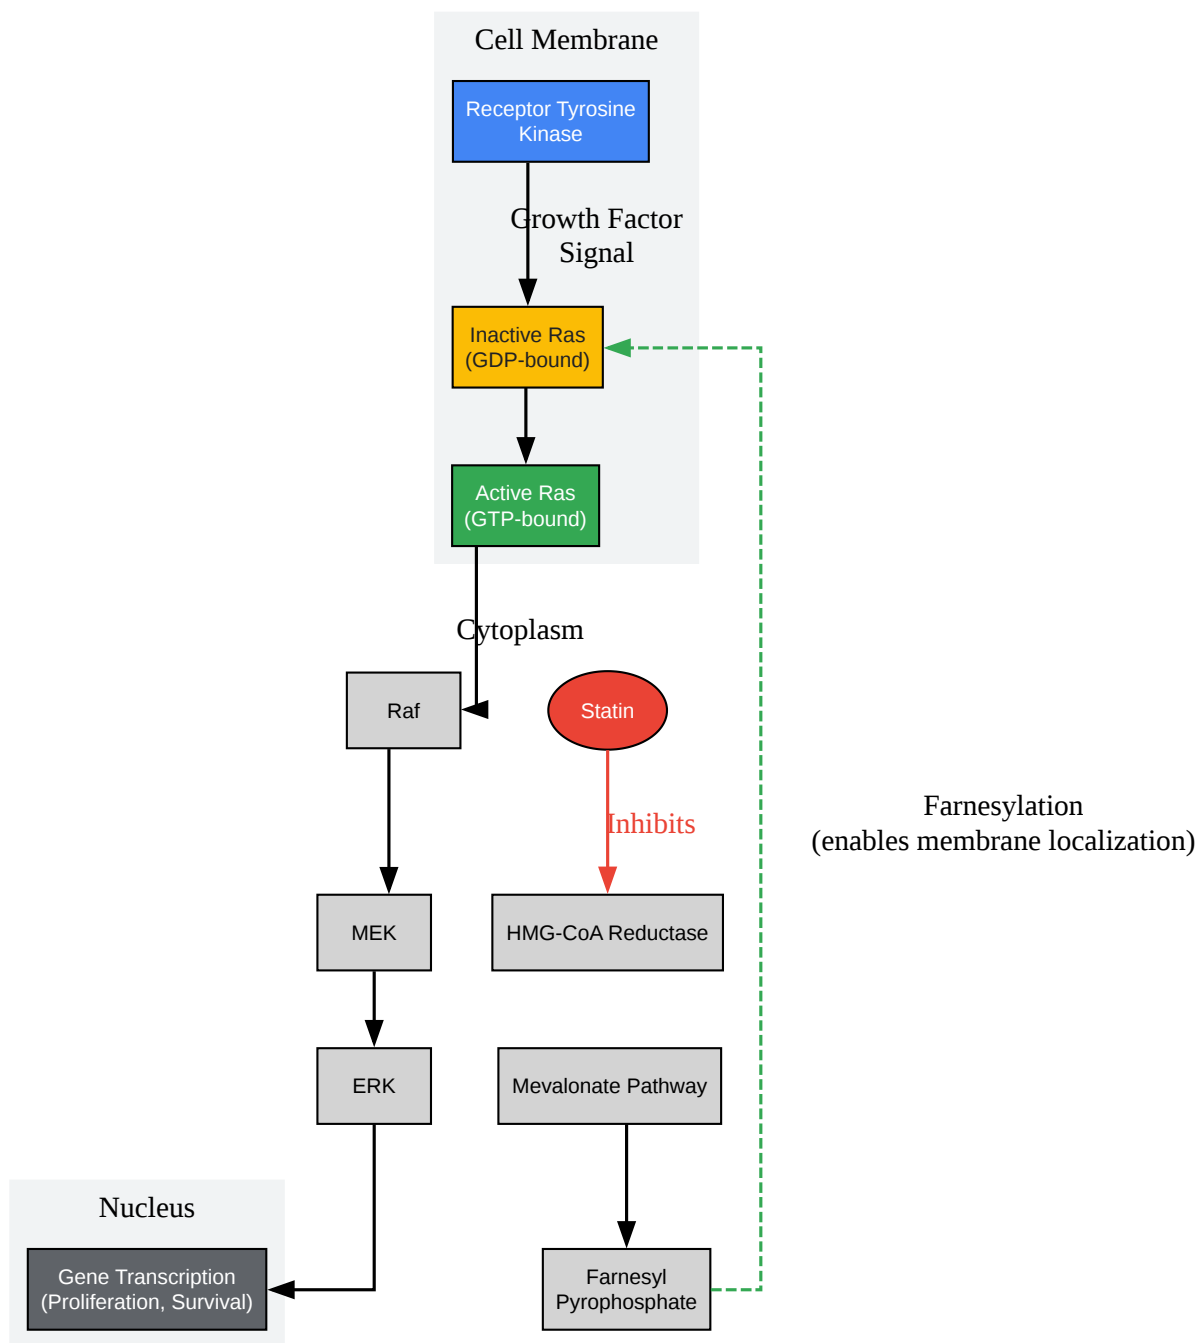 Cell Membrane
Receptor Tyrosine
Kinase
Growth Factor
Signal
Inactive Ras
(GDP-bound)
Active Ras
(GTP-bound)
Cytoplasm
Raf
Statin
Inhibits
Farnesylation
(enables membrane localization)
MEK
HMG-CoA Reductase
ERK
Mevalonate Pathway
Nucleus
Gene Transcription
(Proliferation, Survival)
Farnesyl
Pyrophosphate